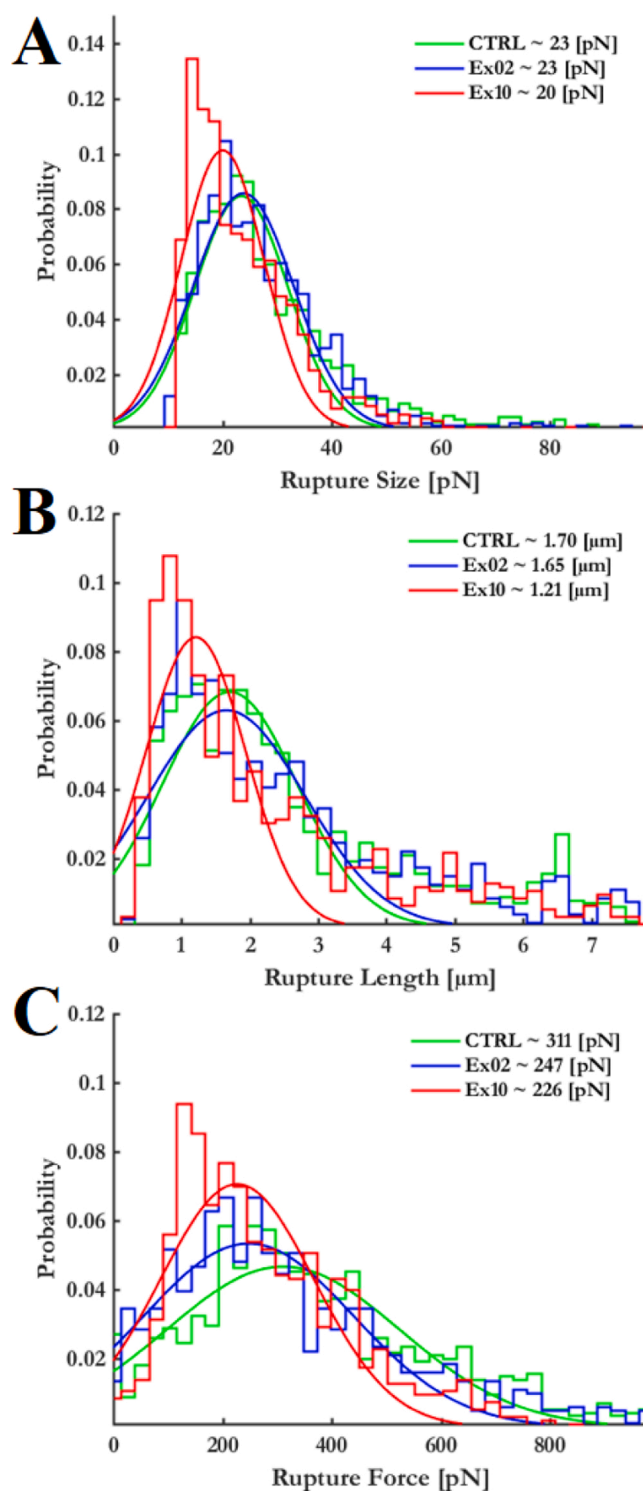 A
0.14
0.12
0.1
0.08
0.06
0.04
0.02
Probability
CTRL ~ 23 [pN]
Ex02 ~ 23 [pN]
Ex10 ~ 20 [pN]
0 20 40 60 80
Rupture Size [pN]
B
0.12
0.1
0.08
0.06
0.04
0.02
Probability
CTRL ~ 1.70 [µm]
Ex02 ~ 1.65 [µm]
Ex10 ~ 1.21 [µm]
0 1 2 3 4 5 6 7
Rupture Length [µm]
C
0.12
0.1
0.08
0.06
0.04
0.02
Probability
CTRL ~ 311 [pN]
Ex02 ~ 247 [pN]
Ex10 ~ 226 [pN]
0 200 400 600 800
Rupture Force [pN]